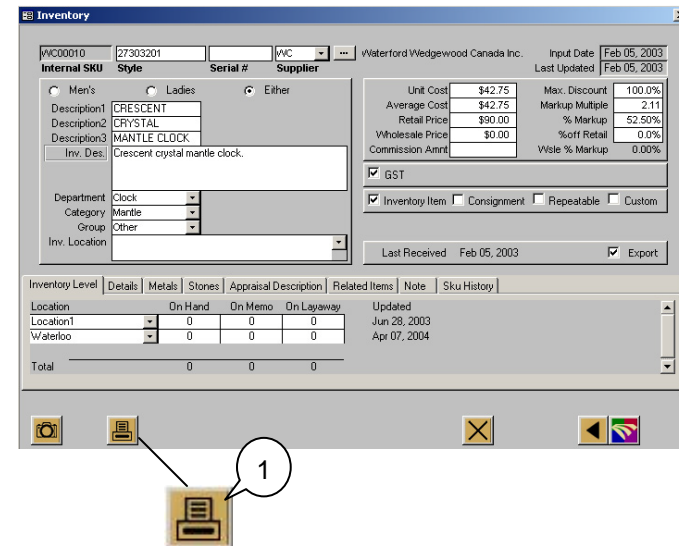 Inventory
WC00010 27303201 WC ... Waterford Wedgewood Canada Inc. Input Date Feb 05, 2003
Internal SKU Style Serial # Supplier Last Updated Feb 05, 2003
Men's Ladies Either
Description1 CRESCENT
Description2 CRYSTAL
Description3 MANTLE CLOCK
Inv. Des. Crescent crystal mantle clock.
Department Clock
Category Mantle
Group Other
Inv. Location
Unit Cost $42.75 Max. Discount 100.0%
Average Cost $42.75 Markup Multiple 2.11
Retail Price $90.00 % Markup 52.50%
Wholesale Price $0.00 %off Retail 0.0%
Commission Amnt Wsle % Markup 0.00%
GST
Inventory Item Consignment Repeatable Custom
Last Received Feb 05, 2003 Export
Inventory Level Details Metals Stones Appraisal Description Related Items Note Sku History
Location On Hand On Memo On Layaway Updated
Location1 0 0 0 Jun 28, 2003
Waterloo 0 0 0 Apr 07, 2004
Total 0 0 0
1